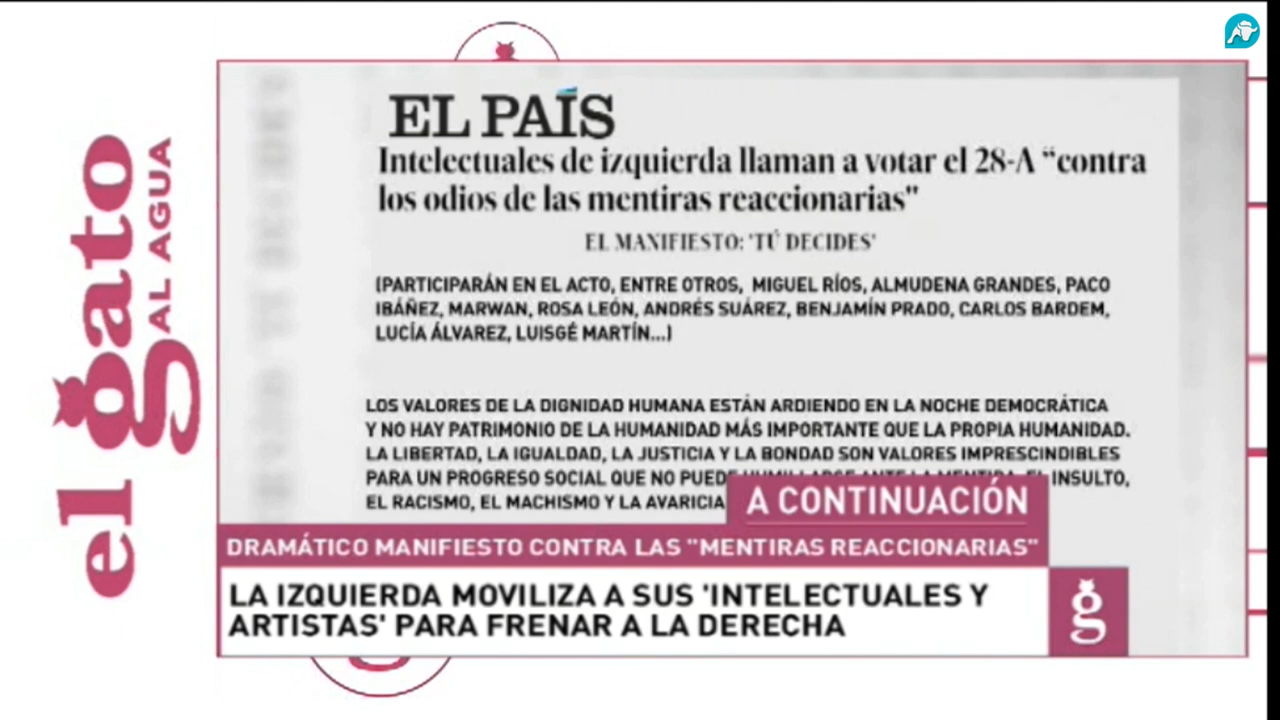 el gato
AL AGUA
EL PAÍS
Intelectuales de izquierda llaman a votar el 28-A “contra
los odios de las mentiras reaccionarias"
EL MANIFIESTO: 'TÚ DECIDES'
(PARTICIPARÁN EN EL ACTO, ENTRE OTROS, MIGUEL RÍOS, ALMUDENA GRANDES, PACO
IBÁÑEZ, MARWAN, ROSA LEÓN, ANDRÉS SUÁREZ, BENJAMÍN PRADO, CARLOS BARDEM,
LUCÍA ÁLVAREZ, LUISGÉ MARTÍN...)
LOS VALORES DE LA DIGNIDAD HUMANA ESTÁN ARDIENDO EN LA NOCHE DEMOCRÁTICA
Y NO HAY PATRIMONIO DE LA HUMANIDAD MÁS IMPORTANTE QUE LA PROPIA HUMANIDAD.
LA LIBERTAD, LA IGUALDAD, LA JUSTICIA Y LA BONDAD SON VALORES IMPRESCINDIBLES
PARA UN PROGRESO SOCIAL QUE NO PUEDE INSULTO,
EL RACISMO, EL MACHISMO Y LA AVARICIA
A CONTINUACIÓN
DRAMÁTICO MANIFIESTO CONTRA LAS "MENTIRAS REACCIONARIAS"
LA IZQUIERDA MOVILIZA A SUS 'INTELECTUALES Y
ARTISTAS' PARA FRENAR A LA DERECHA
g